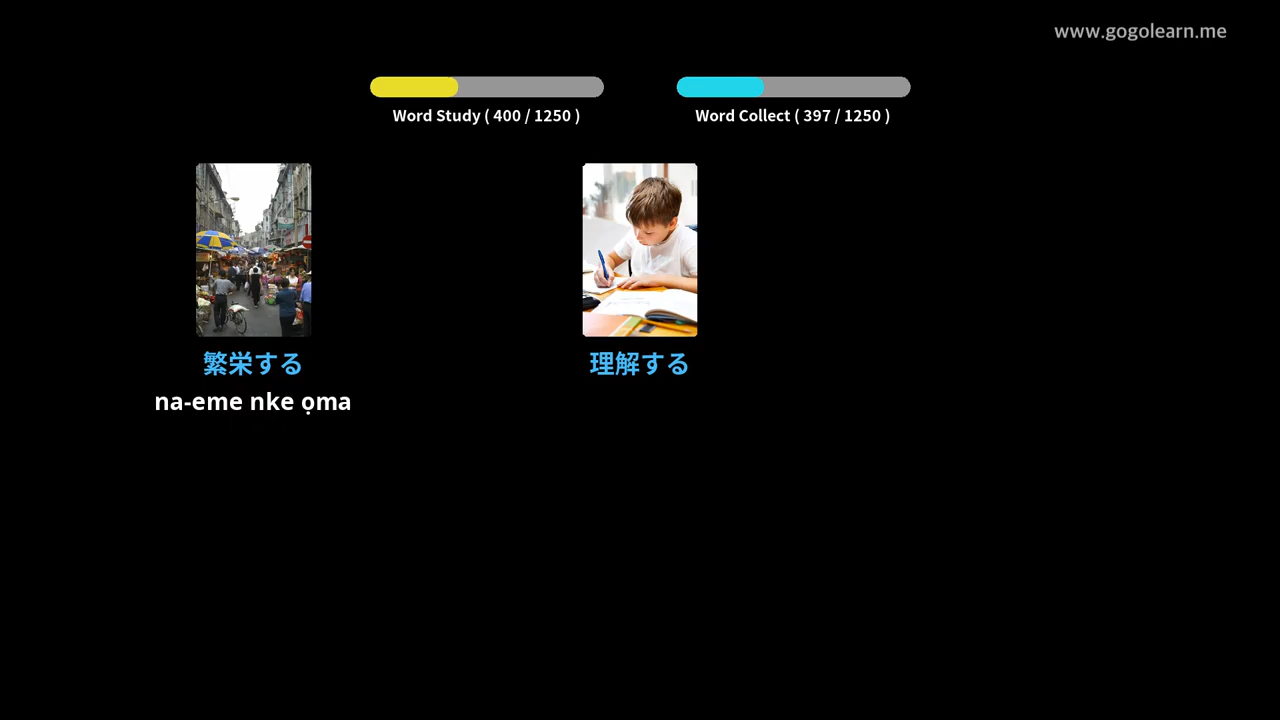 www.gogolearn.me
Word Study ( 400 / 1250 )
Word Collect ( 397 / 1250 )
繁栄する
理解する
na-eme nke ọma